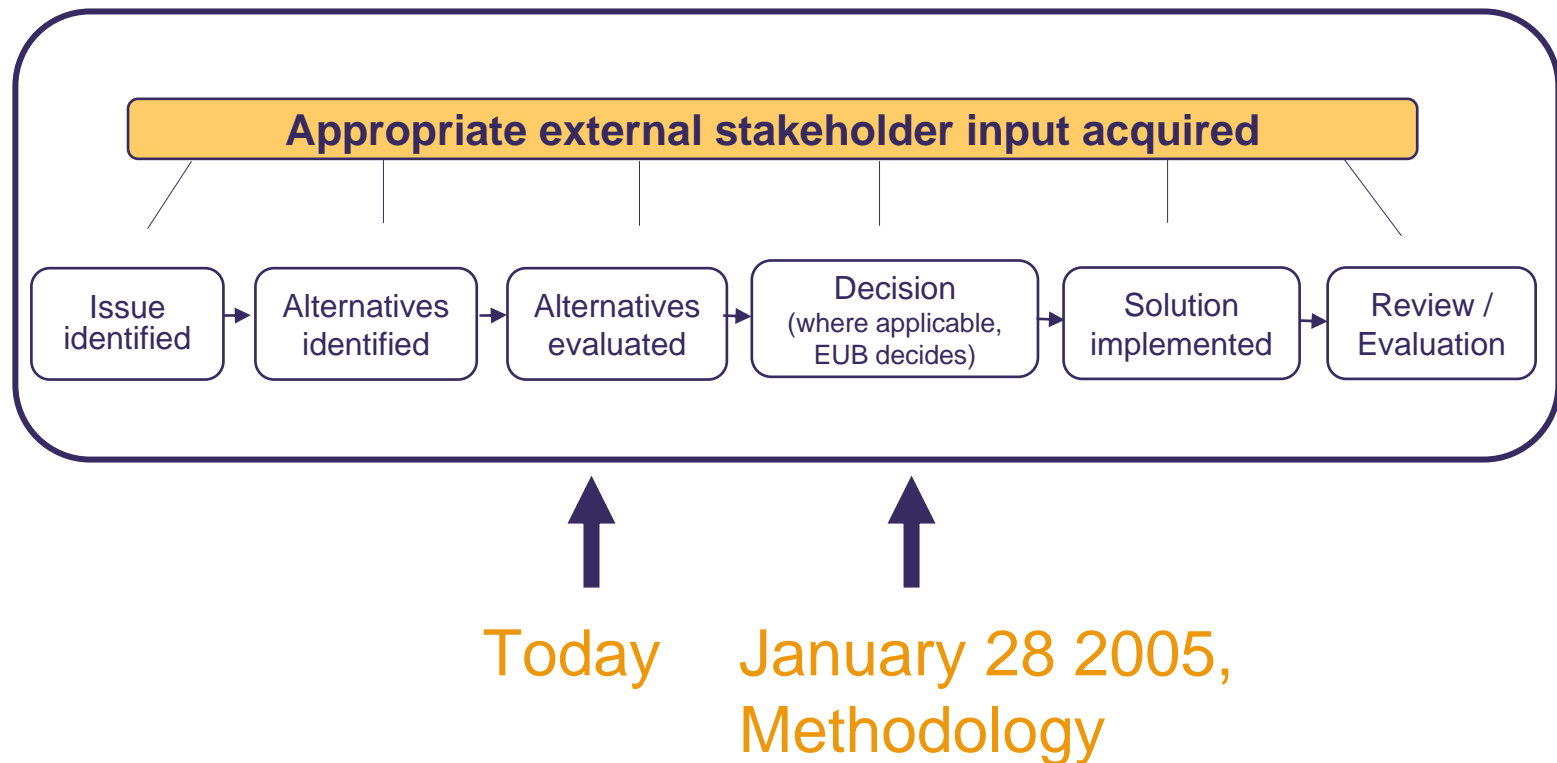 Appropriate external stakeholder input acquired
Issue
identified
Alternatives
identified
Alternatives
evaluated
Decision
(where applicable,
EUB decides)
Solution
implemented
Review /
Evaluation
Today
January 28 2005,
Methodology